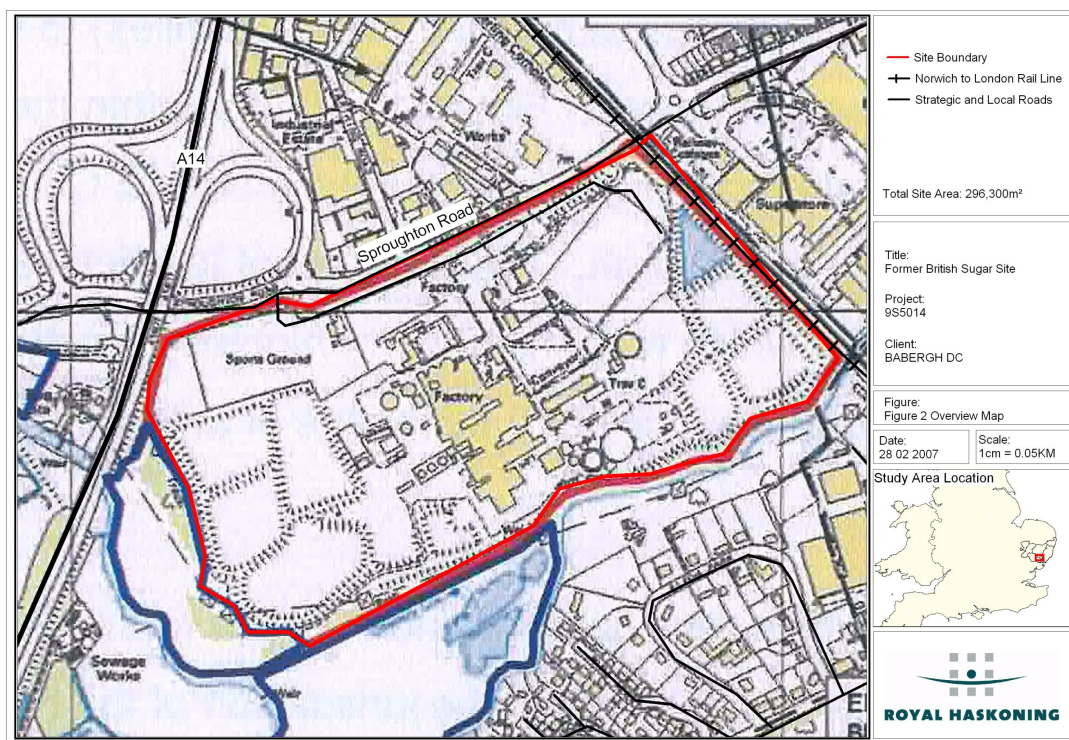 A14
Industrial
Estate
Works
Superstore
Sproughton Road
Factory
Sports Ground
Factory
Weir
Sewage
Works
Weir
Site Boundary
Norwich to London Rail Line
Strategic and Local Roads
Total Site Area: 296,300m²
Title:
Former British Sugar Site
Project:
9S5014
Client:
BABERGH DC
Figure:
Figure 2 Overview Map
Date:
28 02 2007
Scale:
1cm = 0.05KM
Study Area Location
ROYAL HASKONING